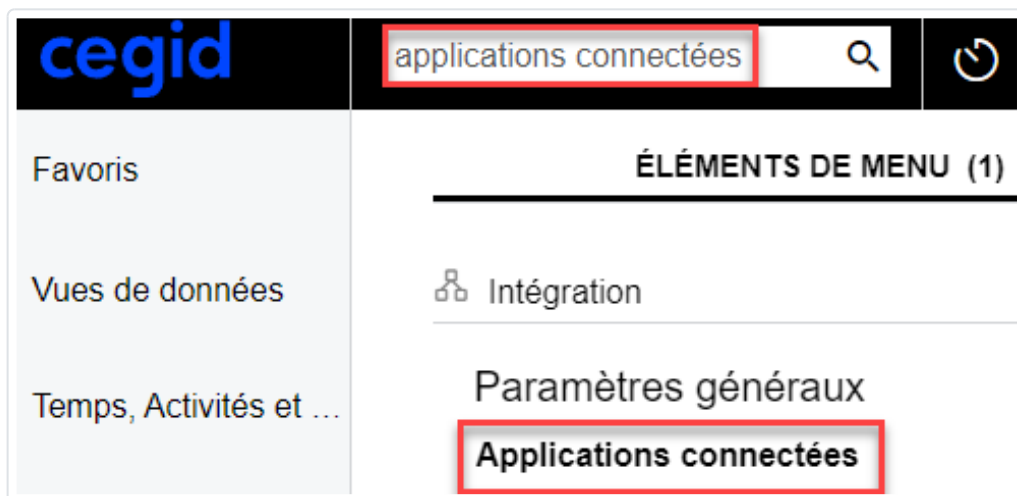 cegid
applications connectées
Favoris
ÉLÉMENTS DE MENU (1)
Vues de données
Intégration
Temps, Activités et ...
Paramètres généraux
Applications connectées